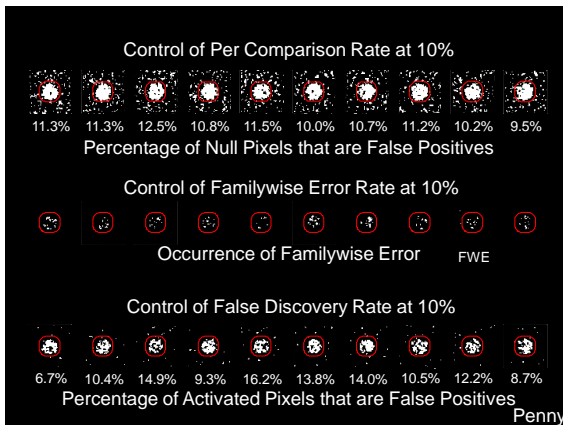 Control of Per Comparison Rate at 10%
11.3% 11.3% 12.5% 10.8% 11.5% 10.0% 10.7% 11.2% 10.2% 9.5%
Percentage of Null Pixels that are False Positives
Control of Familywise Error Rate at 10%
Occurrence of Familywise Error FWE
Control of False Discovery Rate at 10%
6.7% 10.4% 14.9% 9.3% 16.2% 13.8% 14.0% 10.5% 12.2% 8.7%
Percentage of Activated Pixels that are False Positives
Penny